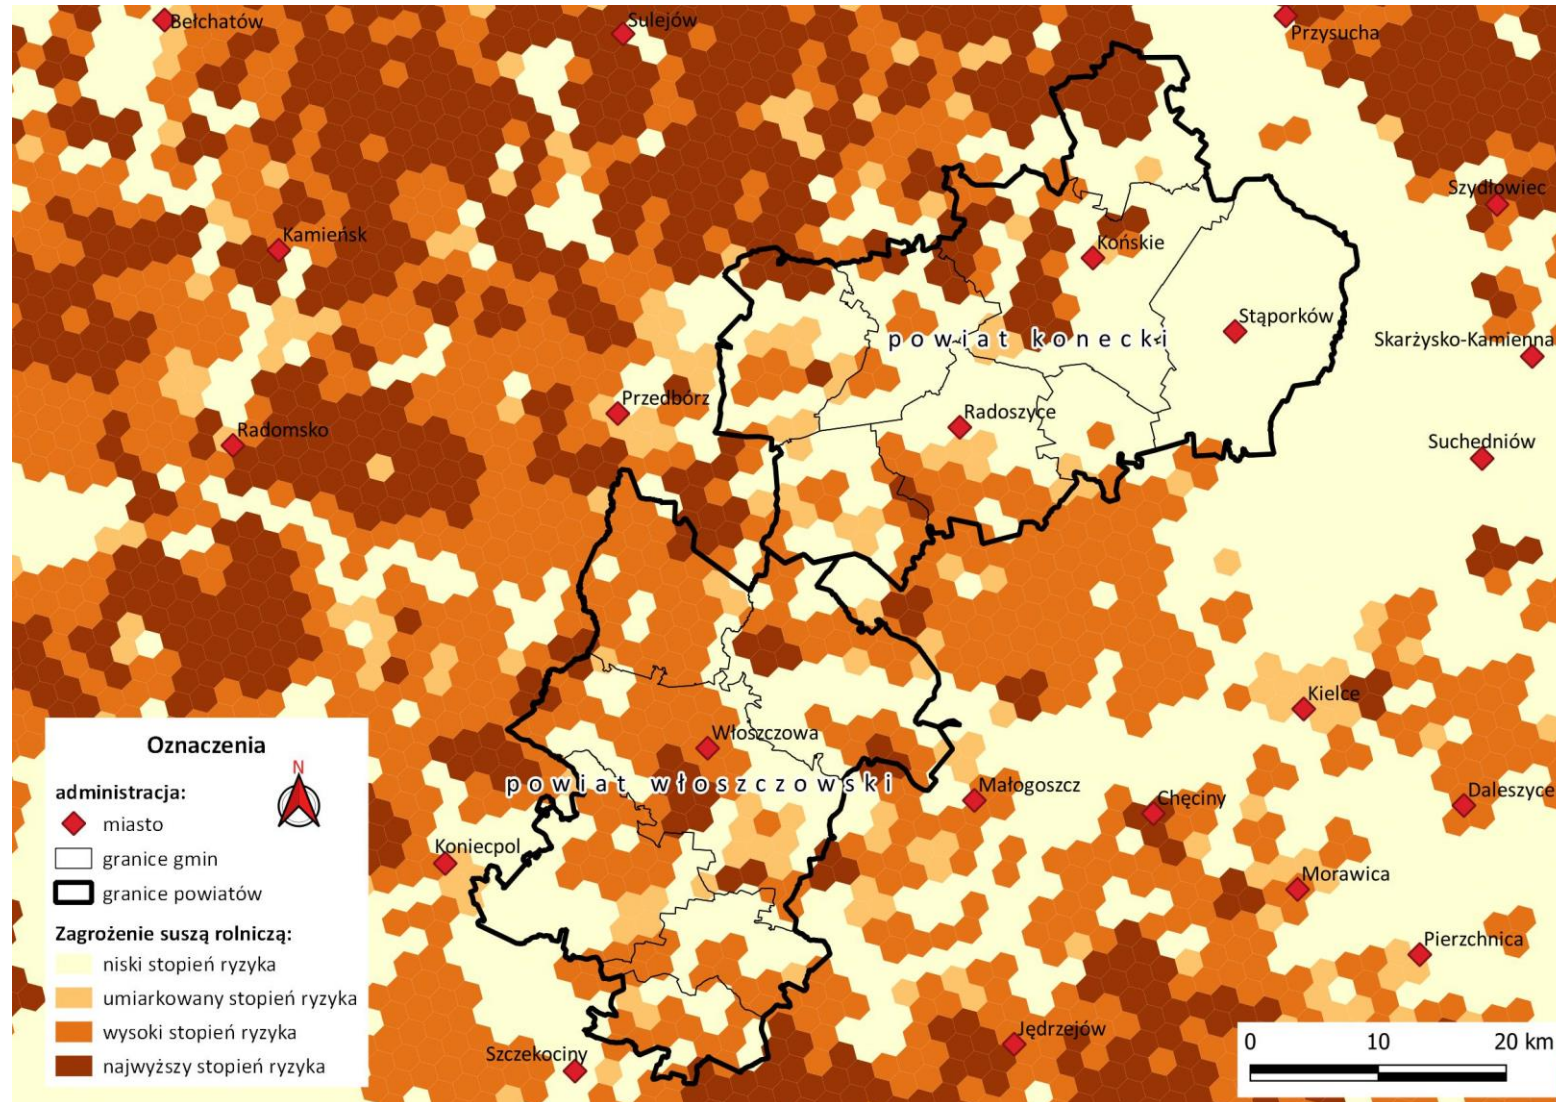 Bełchatów
Sulejów
Przysucha
Szydłowiec
Kamieńsk
Końskie
Stąporków
powiat konecki
Skarżysko-Kamienna
Przedbórz
Radoszyce
Radomsko
Suchedniów
Kielce
Włoszczowa
powiat włoszczowski
Małogoszcz
Chęciny
Daleszyce
Koniecpol
Morawica
Pierzchnica
Jędrzejów
Szczekociny
Oznaczenia
N
administracja:
miasto
granice gmin
granice powiatów
Zagrożenie suszą rolniczą:
niski stopień ryzyka
umiarkowany stopień ryzyka
wysoki stopień ryzyka
najwyższy stopień ryzyka
0 10 20 km